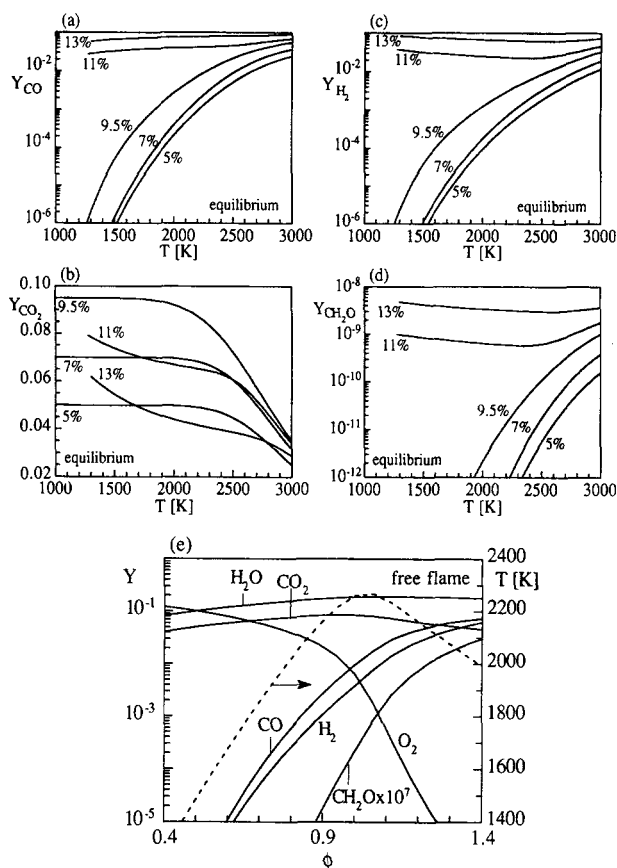 (a)
10⁻²
Y_CO
10⁻⁴
10⁻⁶
13%
11%
9.5%
7%
5%
equilibrium
1000 1500 2000 2500 3000
T [K]
(c)
10⁻²
Y_H₂
10⁻⁴
10⁻⁶
13%
11%
9.5%
7%
5%
equilibrium
1000 1500 2000 2500 3000
T [K]
(b)
0.10
Y_CO₂
0.08
0.06
0.04
0.02
9.5%
11%
7%
13%
5%
equilibrium
1000 1500 2000 2500 3000
T [K]
(d)
10⁻⁸
Y_CH₂O
10⁻⁹
10⁻¹⁰
10⁻¹¹
10⁻¹²
13%
11%
9.5%
7%
5%
equilibrium
1000 1500 2000 2500 3000
T [K]
(e)
Y
10⁻¹
10⁻³
10⁻⁵
H₂O
CO₂
free flame
CO
H₂
O₂
CH₂Ox10⁷
2400
T [K]
2200
2000
1800
1600
1400
0.4 0.9 1.4
ϕ